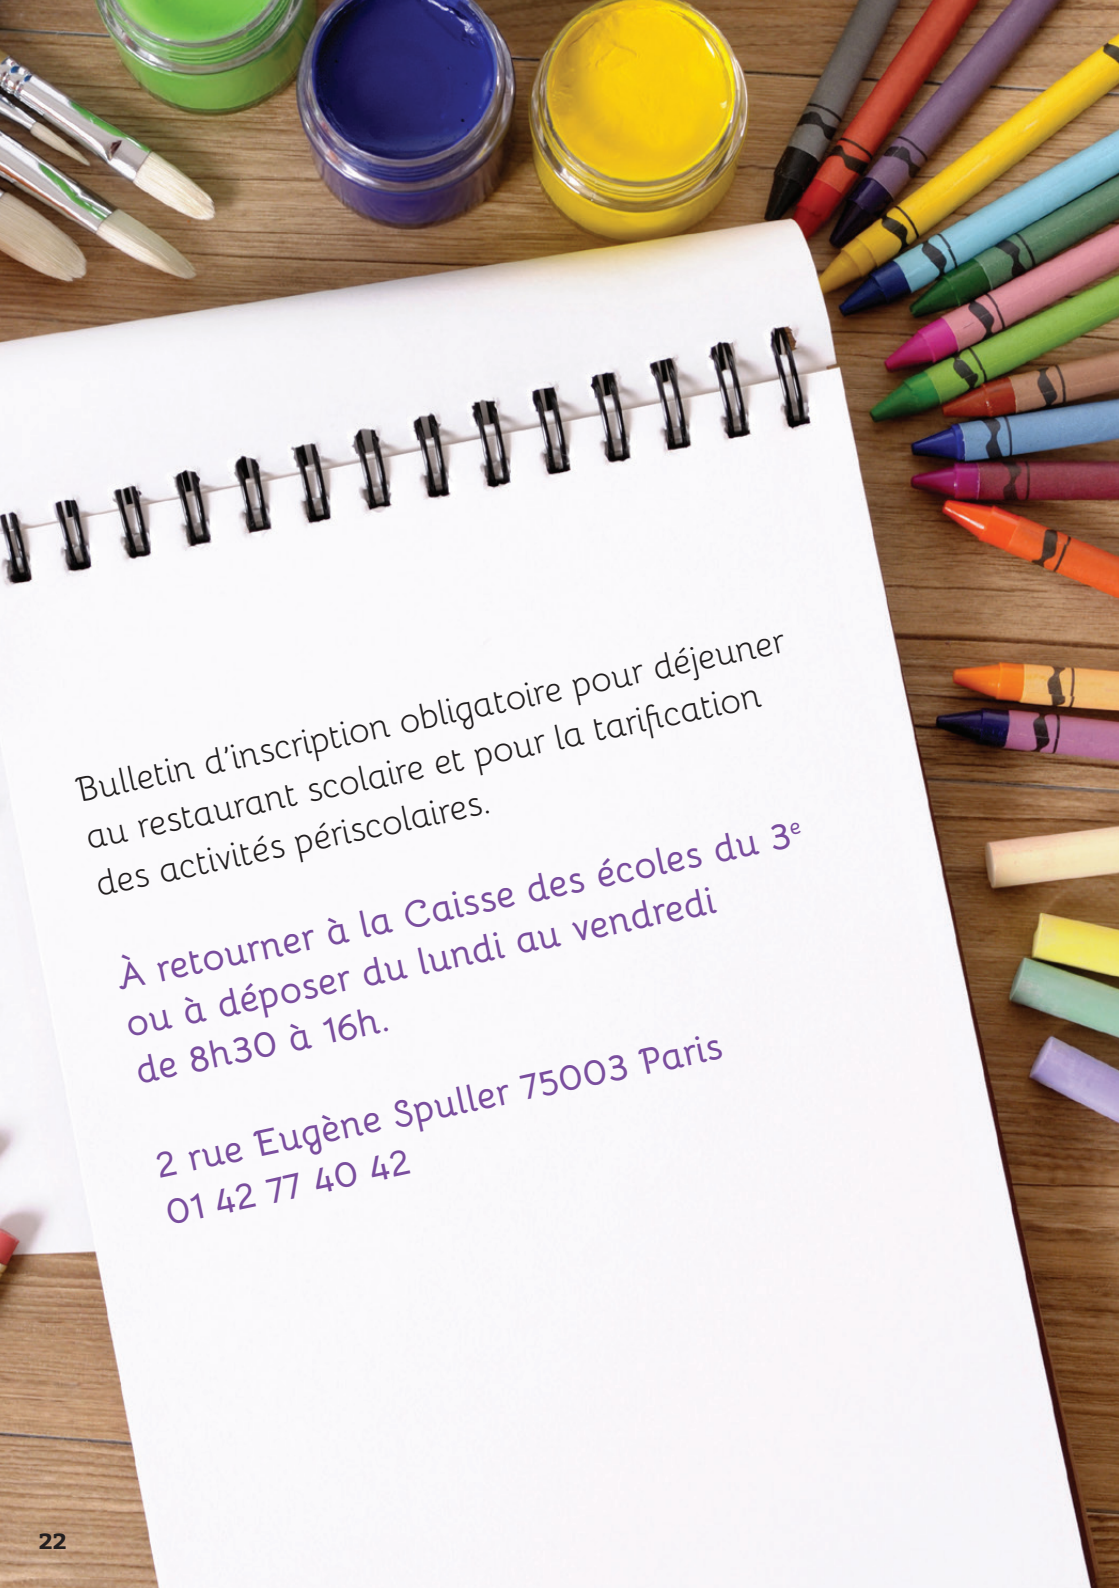 Bulletin d'inscription obligatoire pour déjeuner
au restaurant scolaire et pour la tarification
des activités périscolaires.
À retourner à la Caisse des écoles du 3e
ou à déposer du lundi au vendredi
de 8h30 à 16h.
2 rue Eugène Spuller 75003 Paris
01 42 77 40 42
22